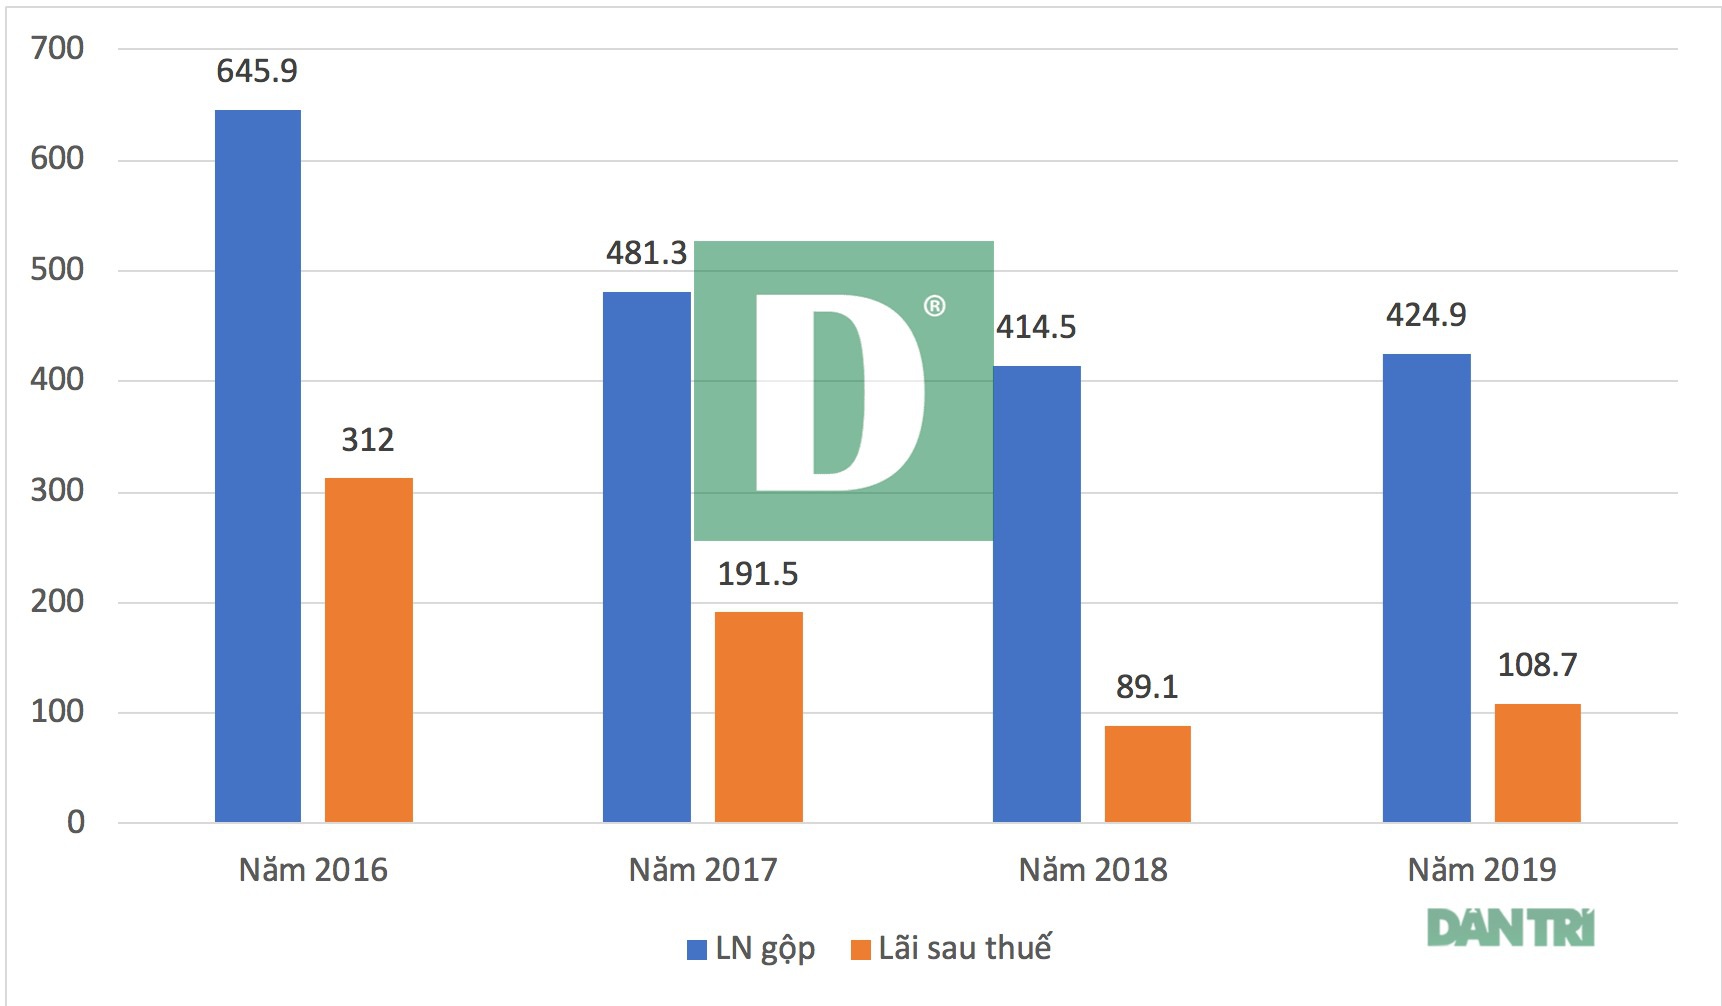 700
645.9
600
500
481.3
D®
414.5
424.9
400
312
300
191.5
200
89.1
108.7
100
0
Năm 2016
Năm 2017
Năm 2018
Năm 2019
LN gộp
Lãi sau thuế
DÂN TRÍ